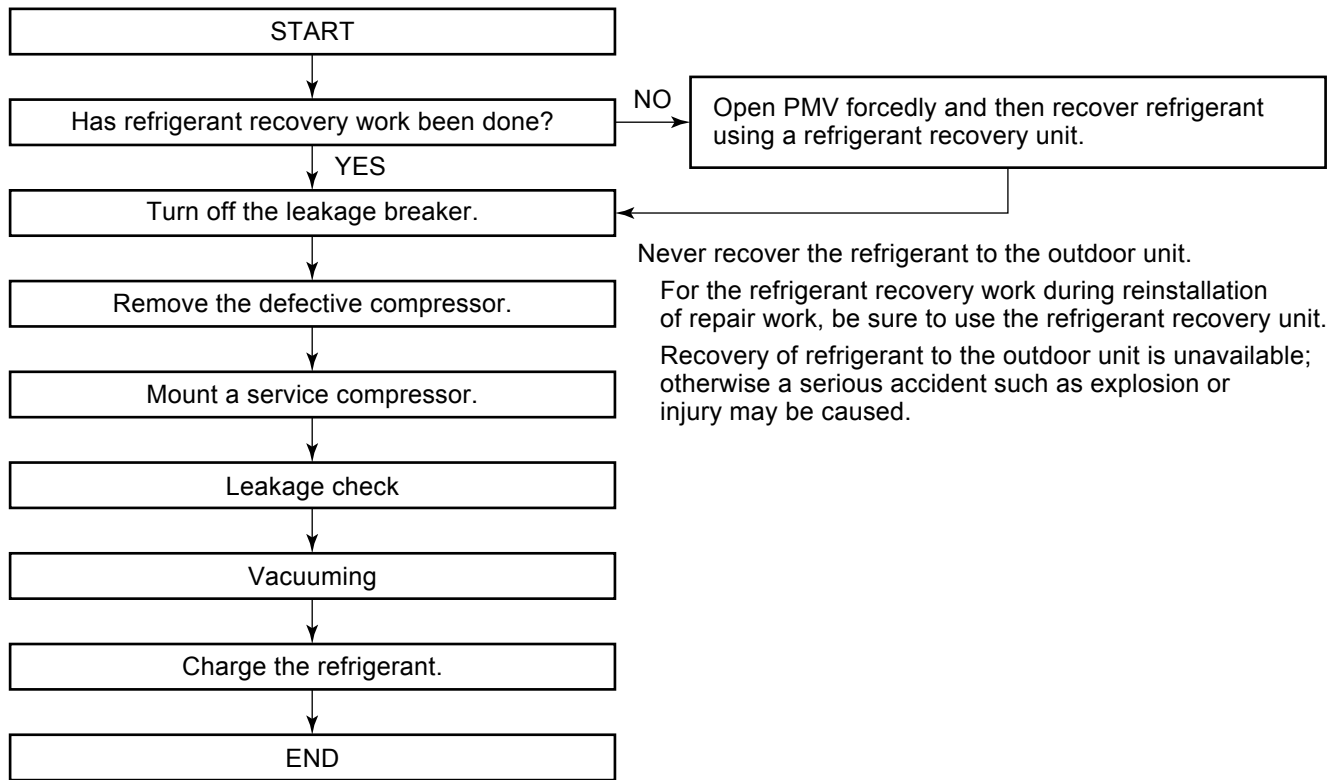 START
Has refrigerant recovery work been done?
NO
Open PMV forcedly and then recover refrigerant
using a refrigerant recovery unit.
YES
Turn off the leakage breaker.
Never recover the refrigerant to the outdoor unit.
For the refrigerant recovery work during reinstallation
of repair work, be sure to use the refrigerant recovery unit.
Recovery of refrigerant to the outdoor unit is unavailable;
otherwise a serious accident such as explosion or
injury may be caused.
Remove the defective compressor.
Mount a service compressor.
Leakage check
Vacuuming
Charge the refrigerant.
END